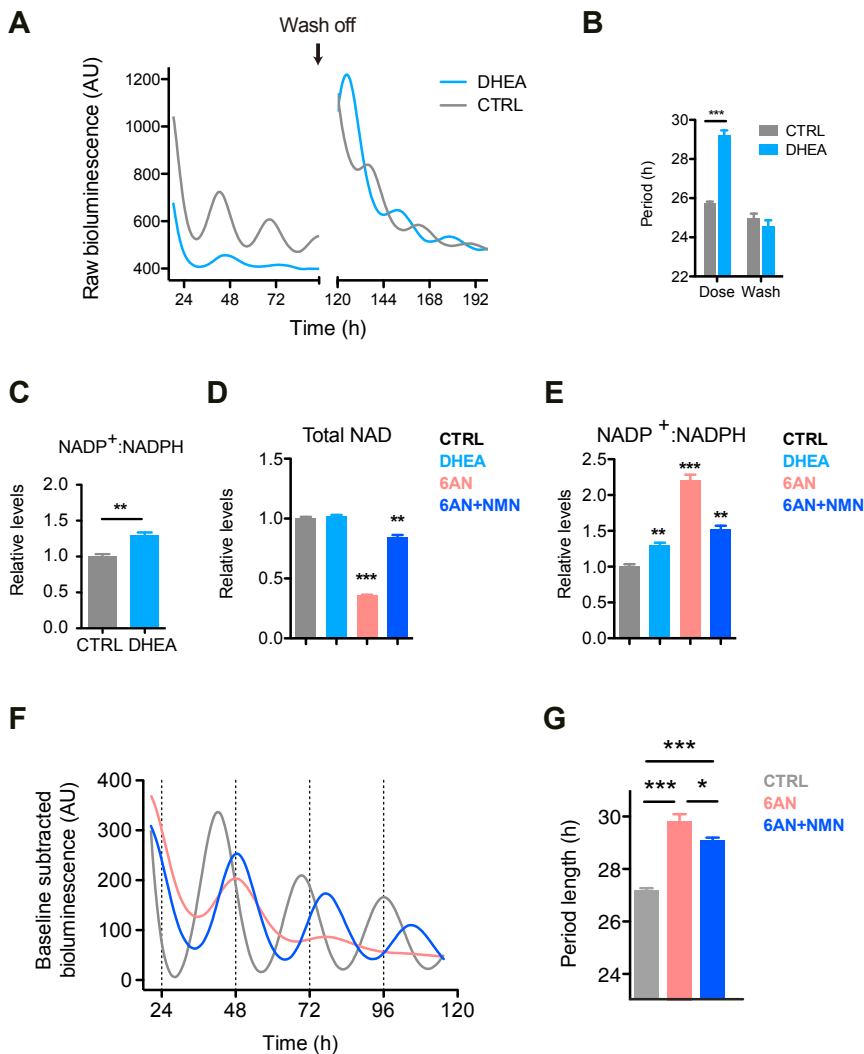 A
Wash off
Raw bioluminescence (AU)
1200
1000
800
600
400
DHEA
CTRL
24
48
72
120
144
168
192
Time (h)
B
Period (h)
30
28
26
24
22
***
CTRL
DHEA
Dose
Wash
C
NADP+:NADPH
Relative levels
2.0
1.5
1.0
0.5
0.0
**
CTRL DHEA
D
Total NAD
Relative levels
1.5
1.0
0.5
0.0
***
**
CTRL
DHEA
6AN
6AN+NMN
E
NADP +:NADPH
Relative levels
2.5
2.0
1.5
1.0
0.5
0.0
**
***
**
CTRL
DHEA
6AN
6AN+NMN
F
Baseline subtracted
bioluminescence (AU)
400
300
200
100
0
24
48
72
96
120
Time (h)
G
Period length (h)
30
28
26
24
***
***
*
CTRL
6AN
6AN+NMN